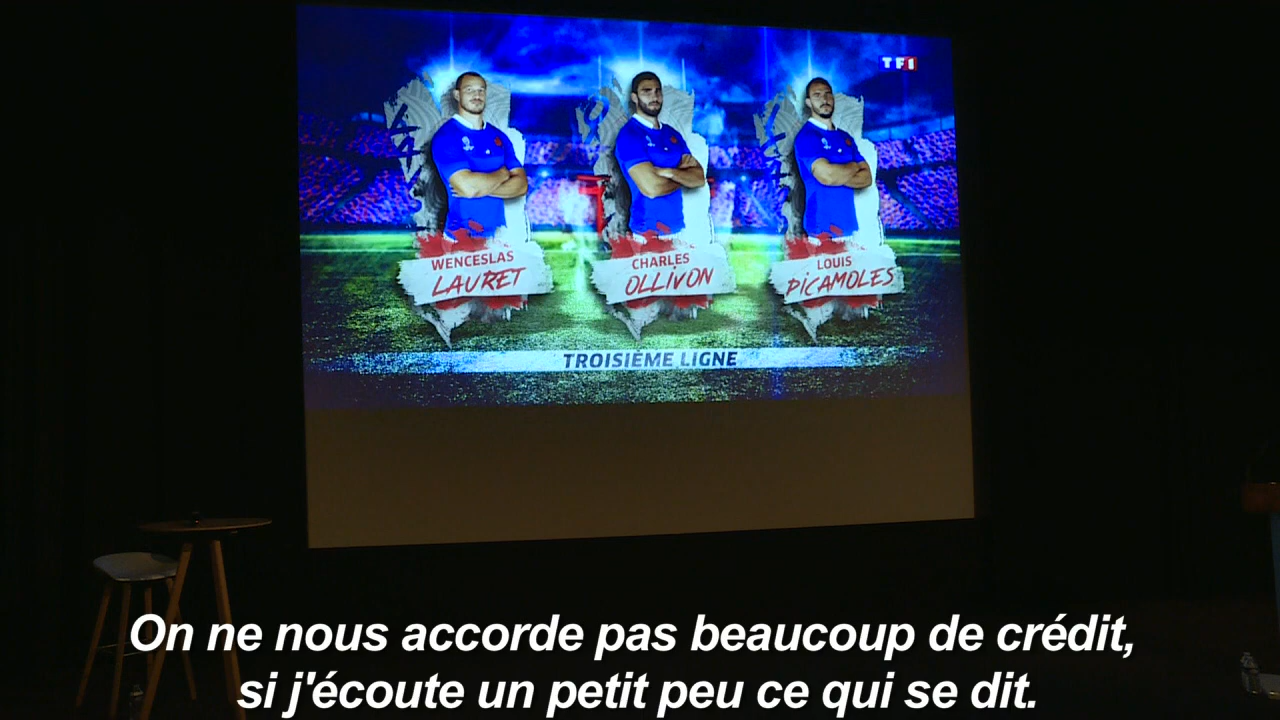 TF1
WENCESLAS
LAURET
CHARLES
OLLIVON
LOUIS
PICAMOLES
TROISIÈME LIGNE
On ne nous accorde pas beaucoup de crédit,
si j'écoute un petit peu ce qui se dit.